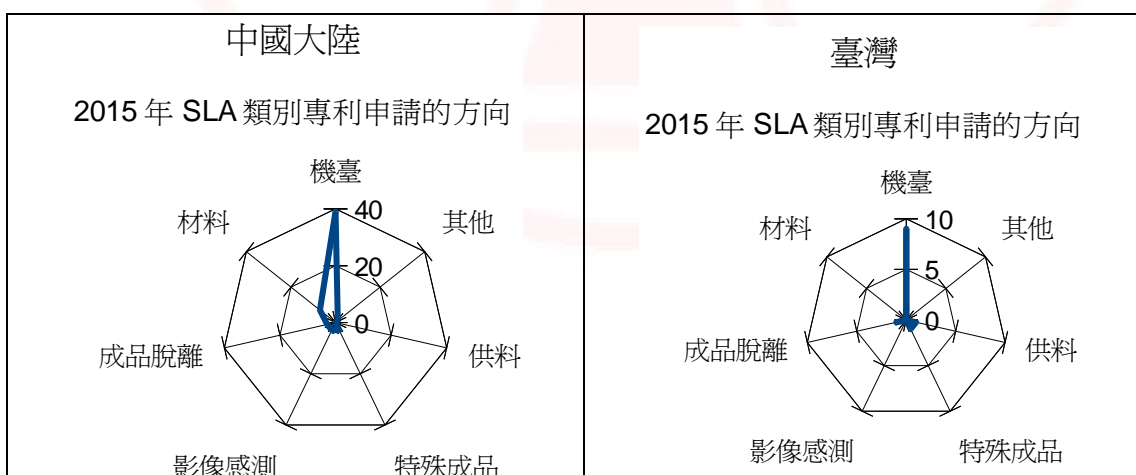 中國大陸
2015 年 SLA 類別專利申請的方向
機臺
40
材料
其他
20
0
成品脫離
供料
影像感測
特殊成品
臺灣
2015 年 SLA 類別專利申請的方向
機臺
10
材料
其他
5
0
成品脫離
供料
影像感測
特殊成品